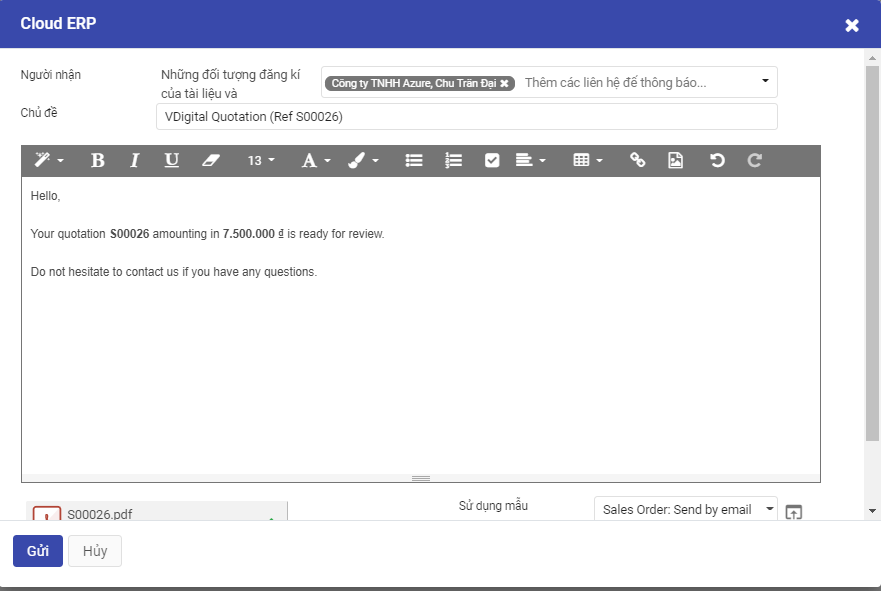 Cloud ERP
Người nhận
Những đối tượng đăng kí
của tài liệu và
Công ty TNHH Azure, Chu Trần Đại
Thêm các liên hệ để thông báo...
Chủ đề
VDigital Quotation (Ref S00026)
B I U 13 A
Hello,
Your quotation S00026 amounting in 7.500.000 ₫ is ready for review.
Do not hesitate to contact us if you have any questions.
S00026.pdf
Sử dụng mẫu
Sales Order: Send by email
Gửi
Hủy